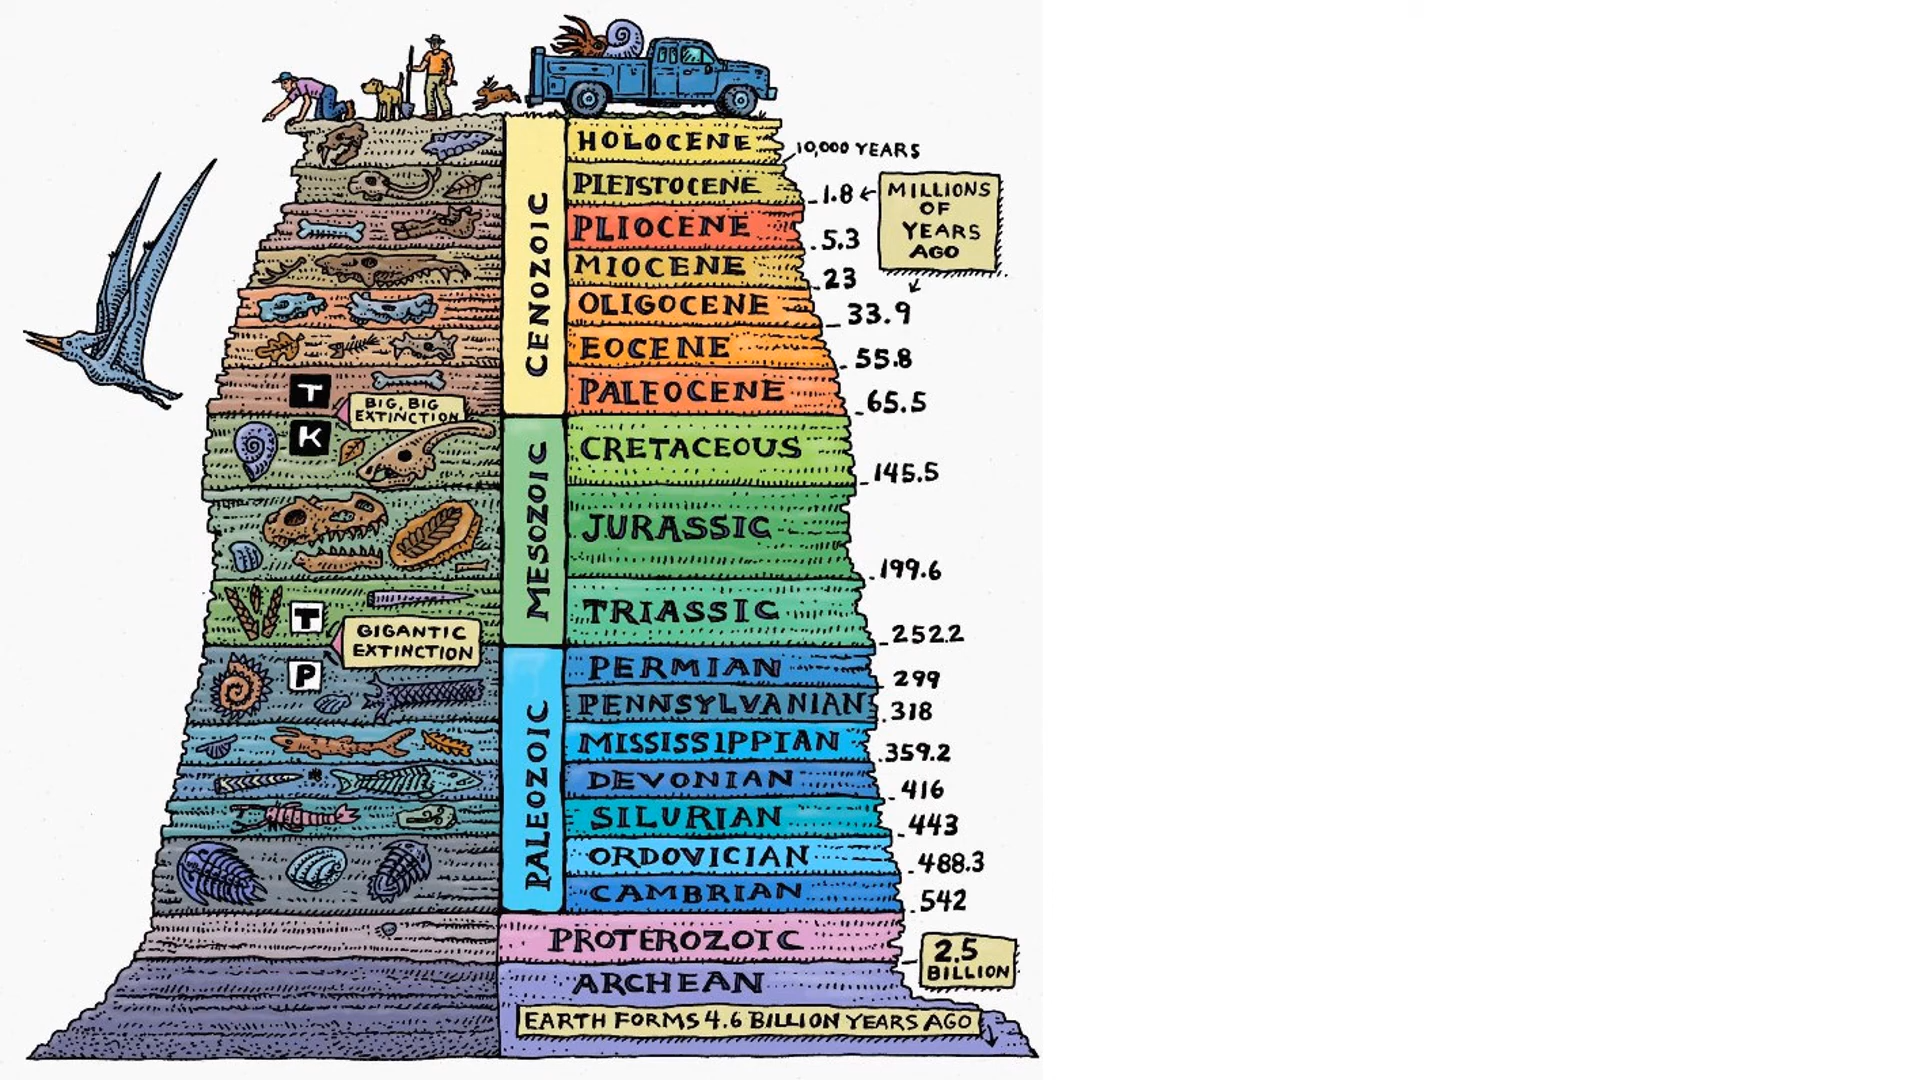 HOLOCENE
10,000 YEARS
PLEISTOCENE
1.8
MILLIONS
OF
YEARS
AGO
PLIOCENE
5.3
MIOCENE
23
OLIGOCENE
33.9
EOCENE
55.8
PALEOCENE
65.5
CENOZOIC
T
BIG, BIG
EXTINCTION
K
CRETACEOUS
145.5
JURASSIC
199.6
TRIASSIC
252.2
MESOZOIC
T
GIGANTIC
EXTINCTION
P
PERMIAN
299
PENNSYLVANIAN
318
MISSISSIPPIAN
359.2
DEVONIAN
416
SILURIAN
443
ORDOVICIAN
488.3
CAMBRIAN
542
PALEOZOIC
PROTEROZOIC
2.5
BILLION
ARCHEAN
EARTH FORMS 4.6 BILLION YEARS AGO